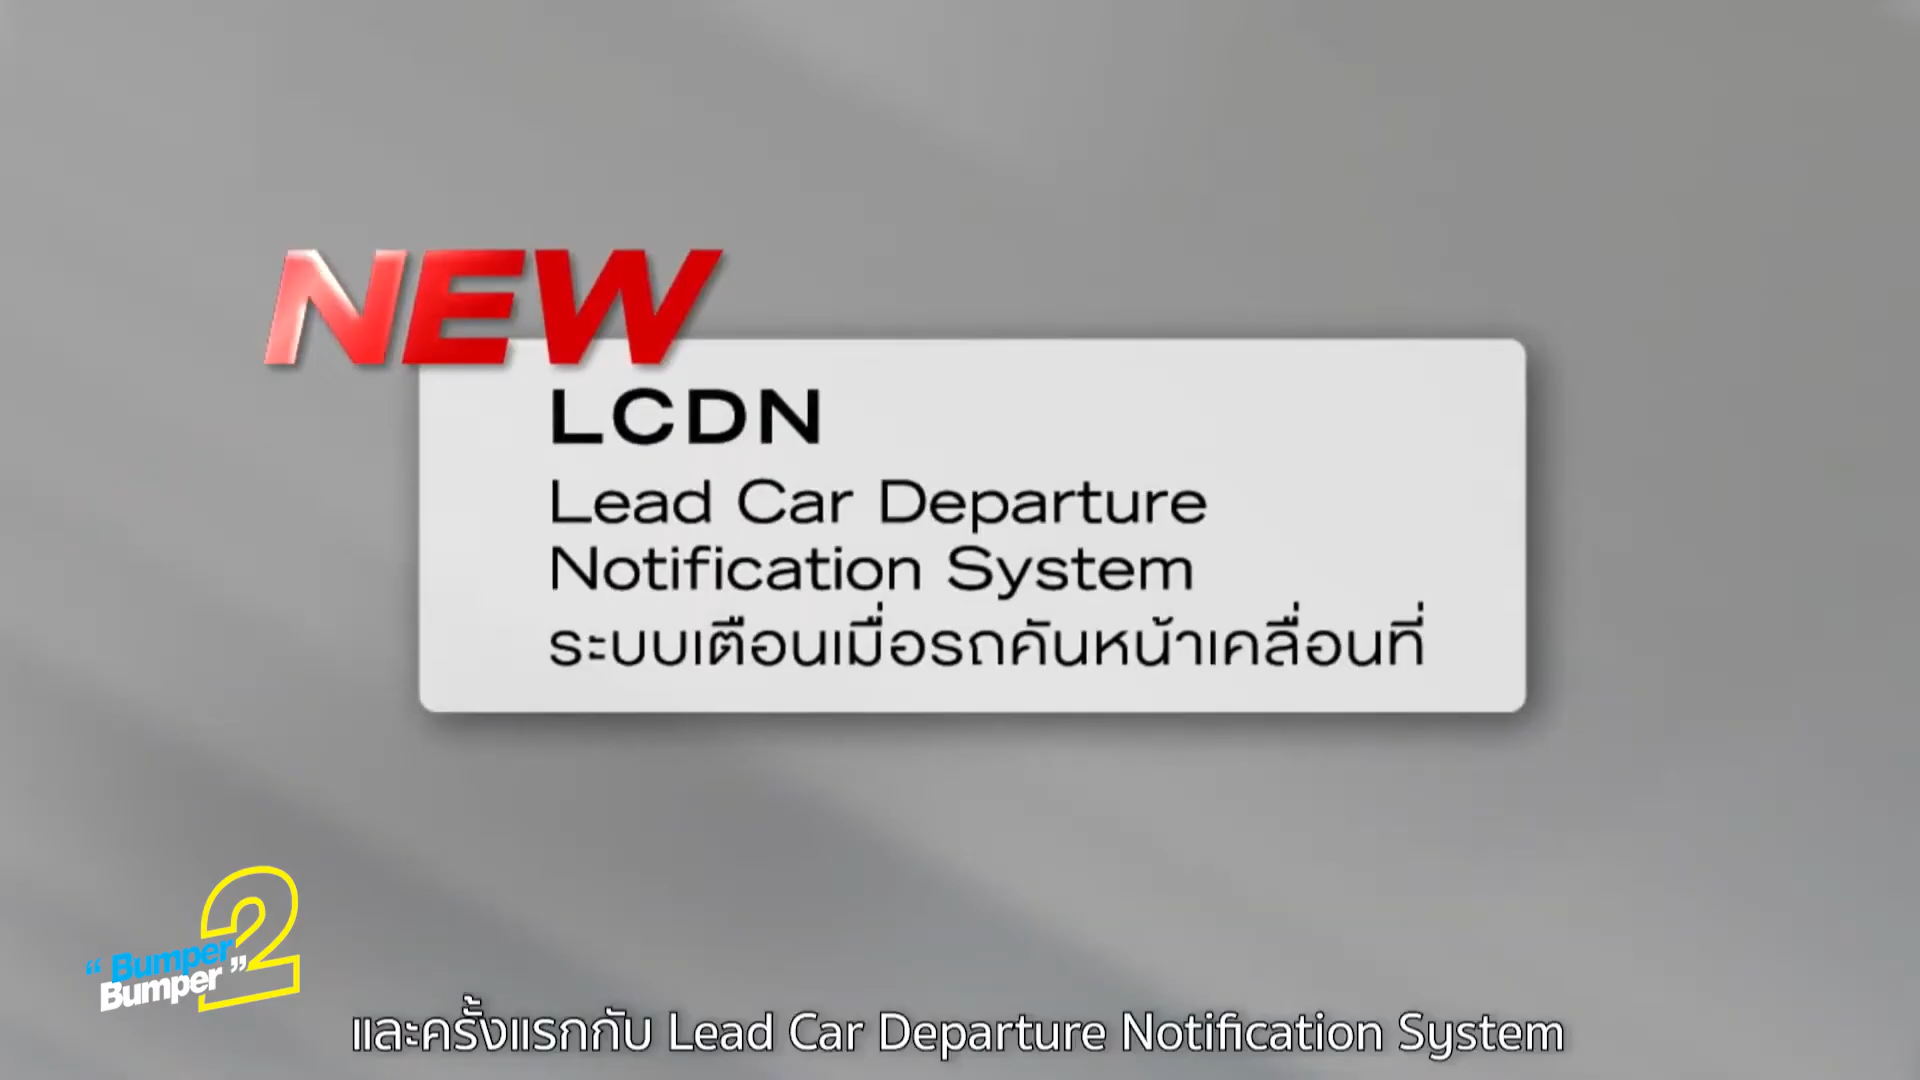 NEW
LCDN
Lead Car Departure
Notification System
ระบบเตือนเมื่อรถคันหน้าเคลื่อนที่
“Bumper 2
Bumper”
และครั้งแรกกับ Lead Car Departure Notification System